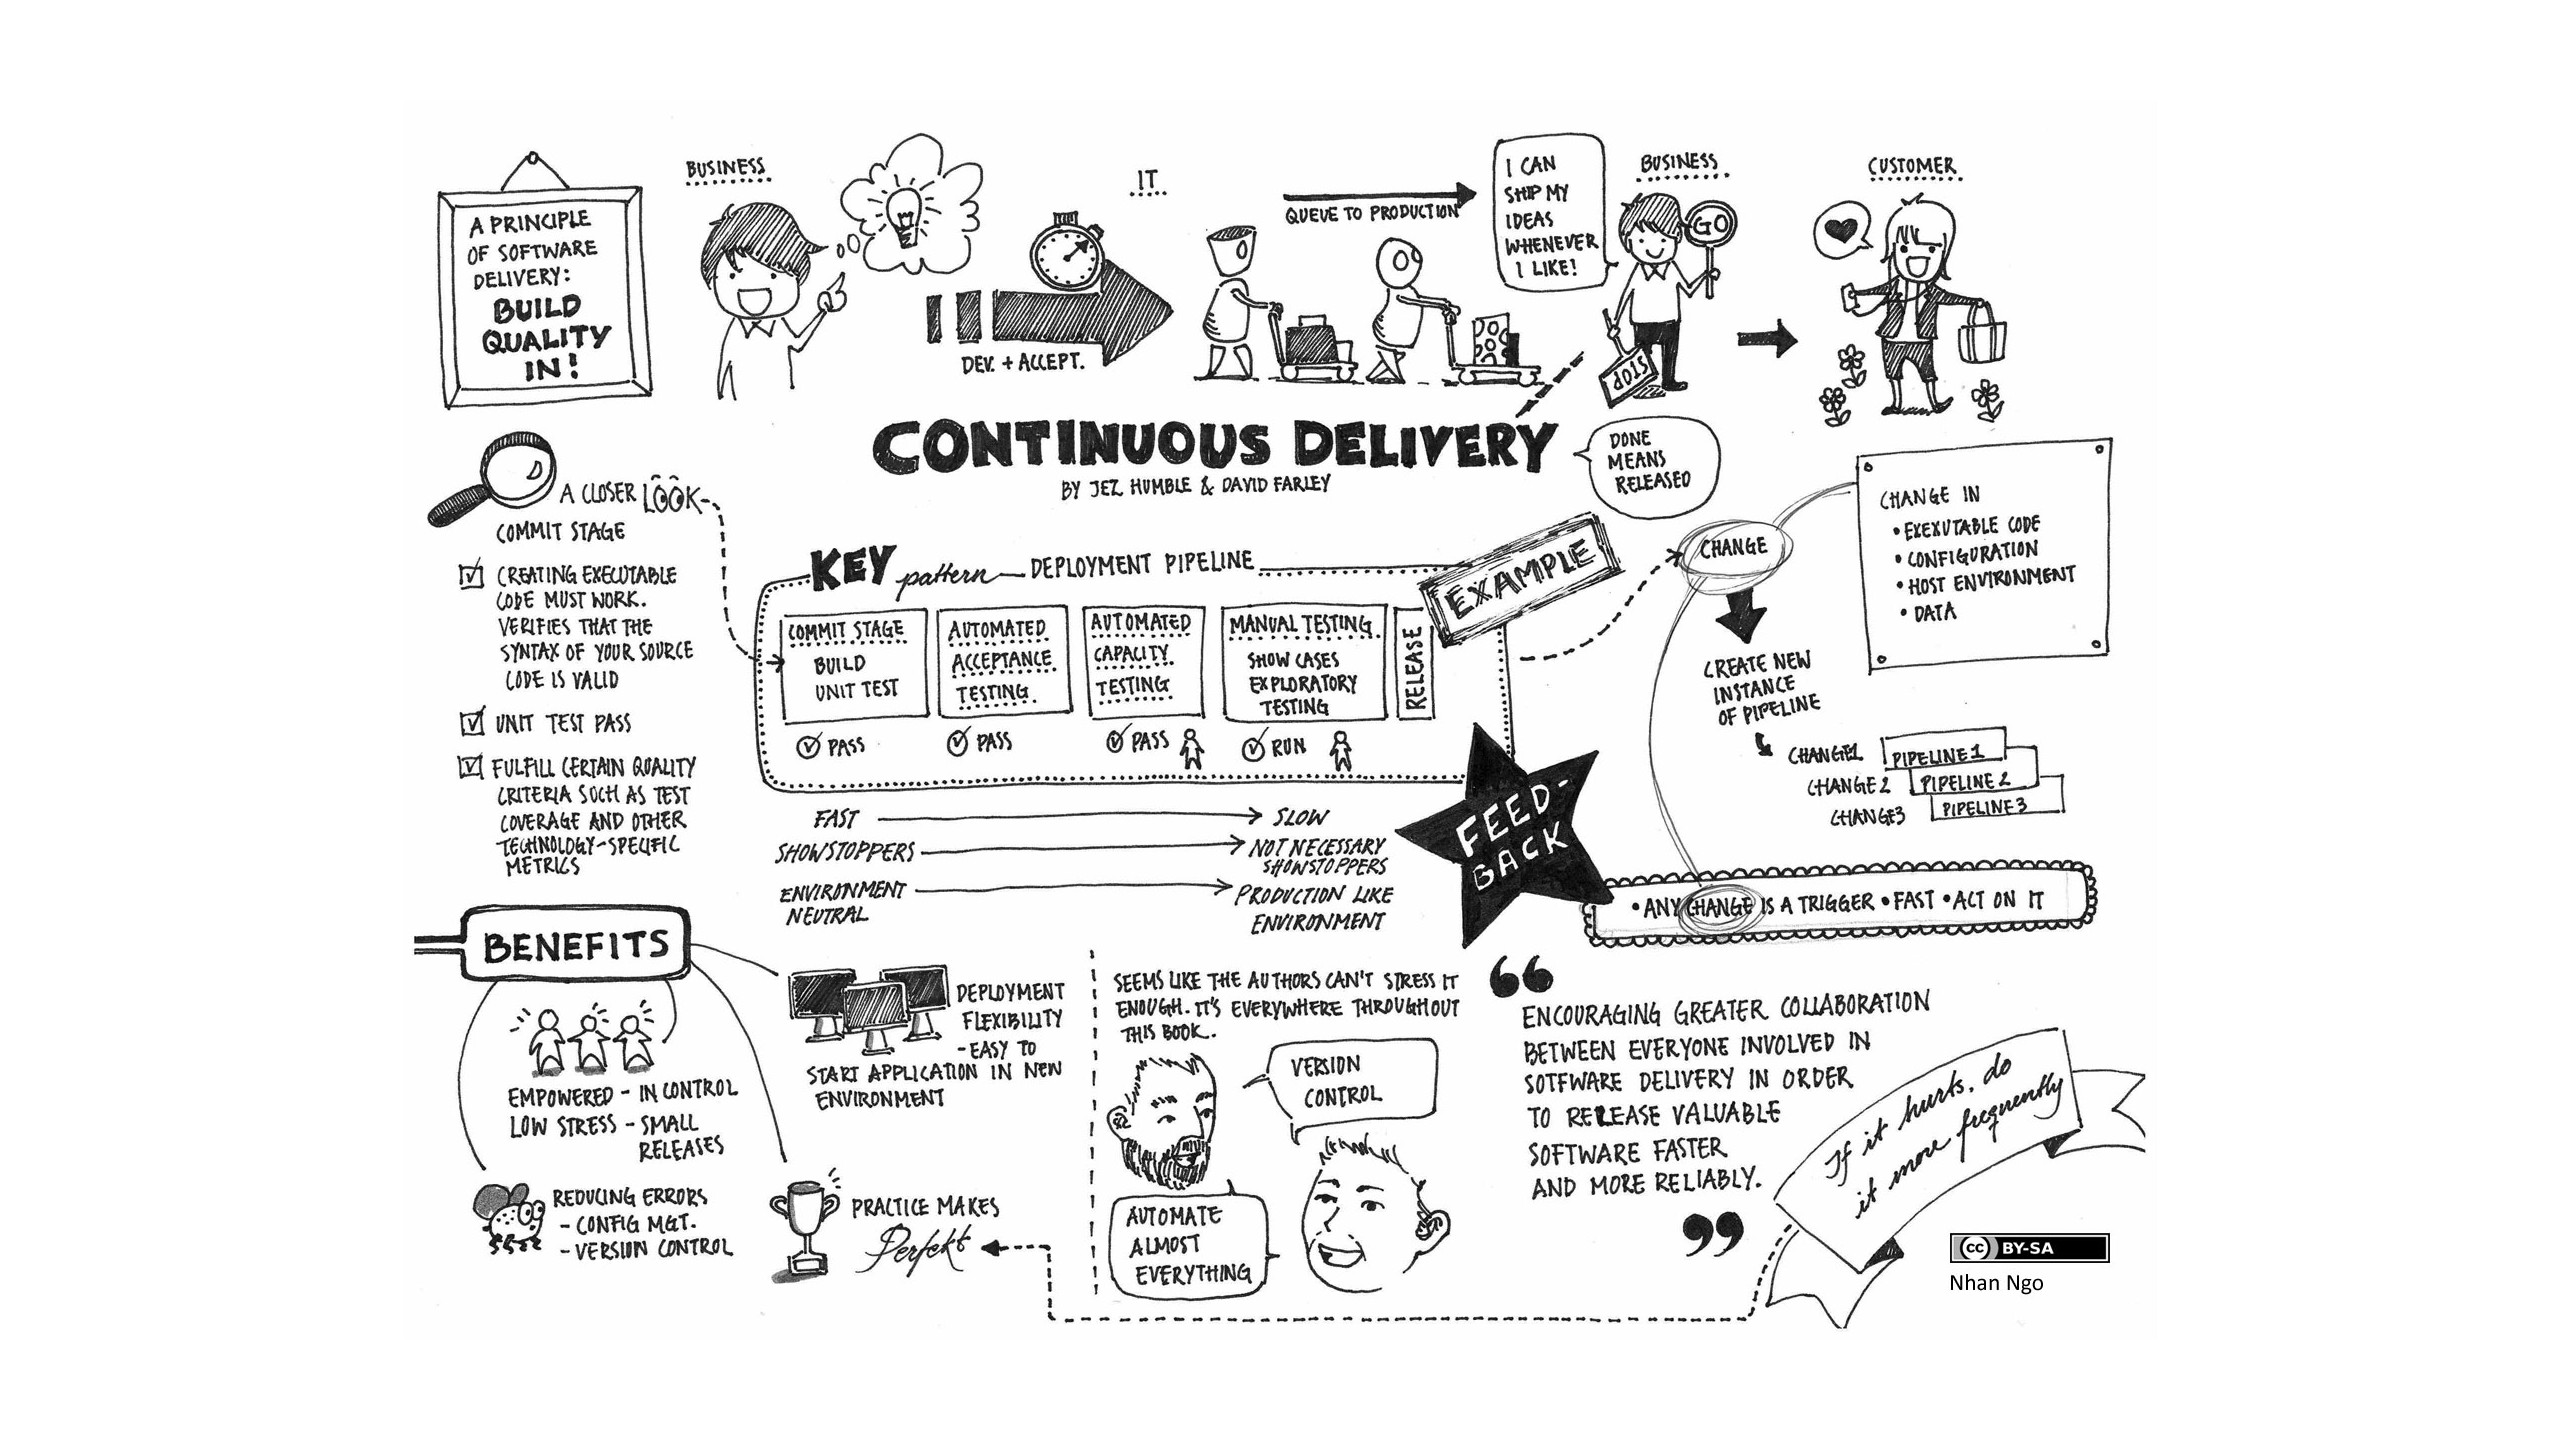 A PRINCIPLE
OF SOFTWARE
DELIVERY:
BUILD
QUALITY
IN!
BUSINESS
IT
DEV. + ACCEPT.
QUEUE TO PRODUCTION
I CAN
SHIP MY
IDEAS
WHENEVER
I LIKE!
BUSINESS
GO
STOP
CUSTOMER
CONTINUOUS DELIVERY
BY JEZ HUMBLE & DAVID FARLEY
DONE
MEANS
RELEASED
A CLOSER LOOK
COMMIT STAGE
CREATING EXECUTABLE
CODE MUST WORK.
VERIFIES THAT THE
SYNTAX OF YOUR SOURCE
CODE IS VALID
UNIT TEST PASS
FULFILL CERTAIN QUALITY
CRITERIA SUCH AS TEST
COVERAGE AND OTHER
TECHNOLOGY-SPECIFIC
METRICS
KEY pattern DEPLOYMENT PIPELINE
EXAMPLE
COMMIT STAGE
BUILD
UNIT TEST
PASS
AUTOMATED
ACCEPTANCE
TESTING
PASS
AUTOMATED
CAPACITY
TESTING
PASS
MANUAL TESTING
SHOW CASES
EXPLORATORY
TESTING
RUN
RELEASE
FAST
SLOW
SHOWSTOPPERS
NOT NECESSARY
SHOWSTOPPERS
ENVIRONMENT
NEUTRAL
PRODUCTION LIKE
ENVIRONMENT
FEED-
BACK
CHANGE
CHANGE IN
• EXEXUTABLE CODE
• CONFIGURATION
• HOST ENVIRONMENT
• DATA
CREATE NEW
INSTANCE
OF PIPELINE
CHANGE1 PIPELINE1
CHANGE2 PIPELINE2
CHANGE3 PIPELINE3
• ANY CHANGE IS A TRIGGER • FAST • ACT ON IT
BENEFITS
EMPOWERED - IN CONTROL
LOW STRESS - SMALL
RELEASES
REDUCING ERRORS
- CONFIG MGT.
- VERSION CONTROL
DEPLOYMENT
FLEXIBILITY
- EASY TO
START APPLICATION IN NEW
ENVIRONMENT
PRACTICE MAKES
Perfekt
SEEMS LIKE THE AUTHORS CAN'T STRESS IT
ENOUGH. IT'S EVERYWHERE THROUGHOUT
THIS BOOK.
VERSION
CONTROL
AUTOMATE
ALMOST
EVERYTHING
“
ENCOURAGING GREATER COLLABORATION
BETWEEN EVERYONE INVOLVED IN
SOTFWARE DELIVERY IN ORDER
TO RELEASE VALUABLE
SOFTWARE FASTER
AND MORE RELIABLY.
”
If it hurts, do
it more frequently
cc BY-SA
Nhan Ngo